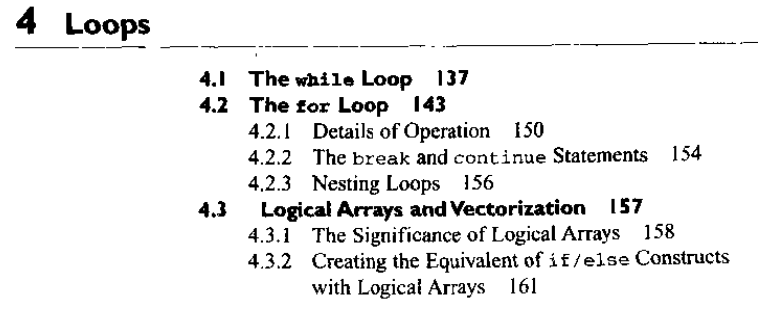 4 Loops
4.1 The while Loop 137
4.2 The for Loop 143
4.2.1 Details of Operation 150
4.2.2 The break and continue Statements 154
4.2.3 Nesting Loops 156
4.3 Logical Arrays and Vectorization 157
4.3.1 The Significance of Logical Arrays 158
4.3.2 Creating the Equivalent of if/else Constructs
with Logical Arrays 161